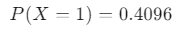 P(X = 1) = 0.4096